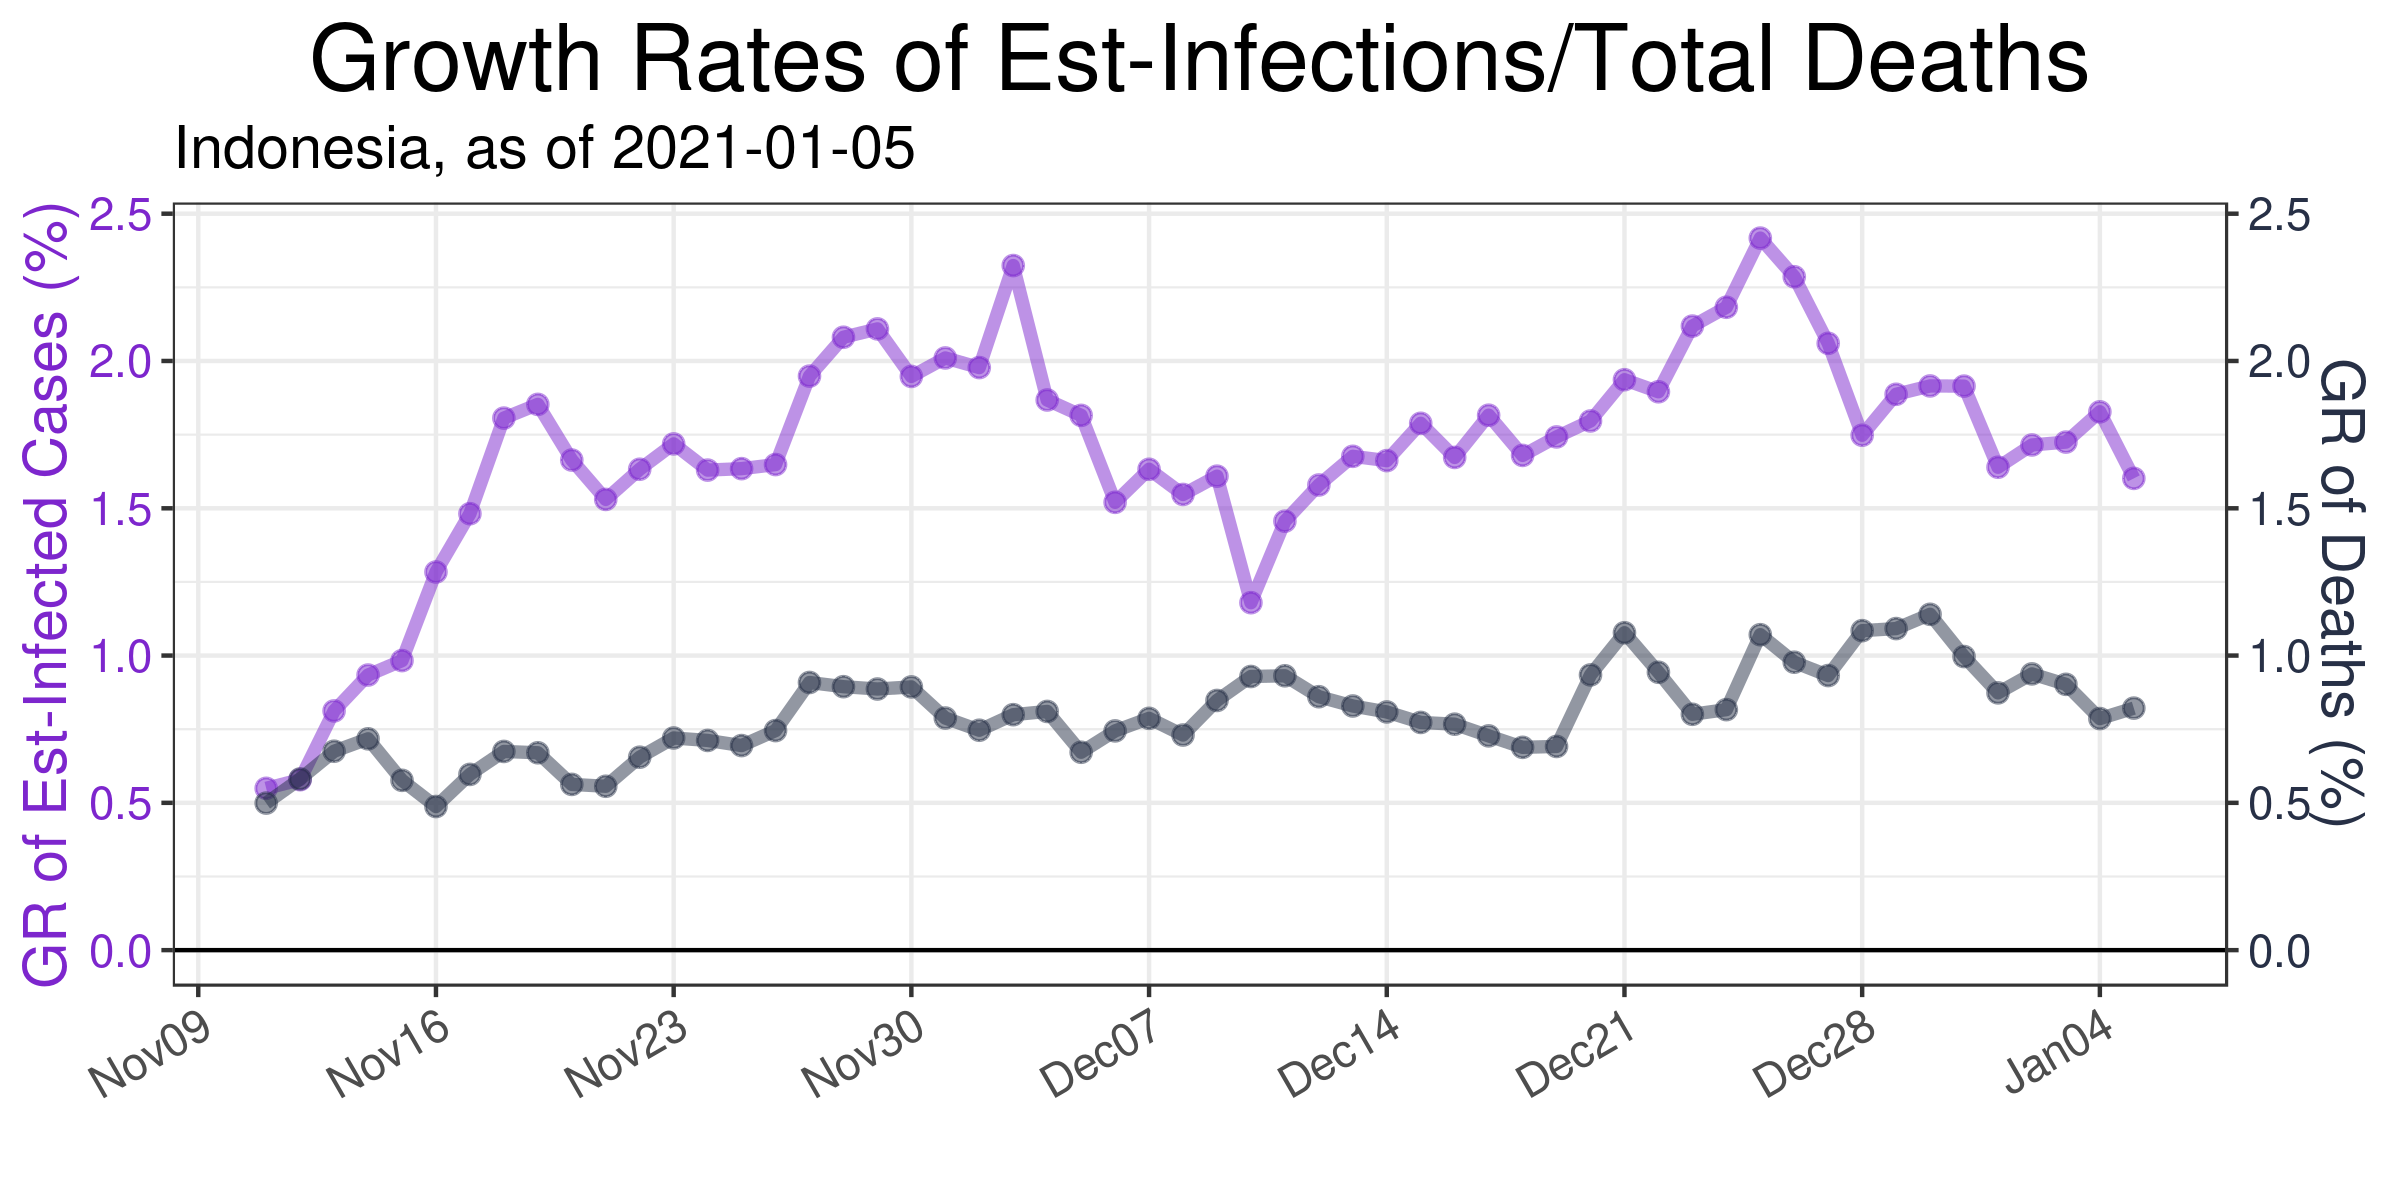 Growth Rates of Est-Infections/Total Deaths
Indonesia, as of 2021-01-05
GR of Est-Infected Cases (%)
2.5
2.0
1.5
1.0
0.5
0.0
2.5
2.0
1.5
1.0
0.5
0.0
GR of Deaths (%)
Nov09 Nov16 Nov23 Nov30 Dec07 Dec14 Dec21 Dec28 Jan04